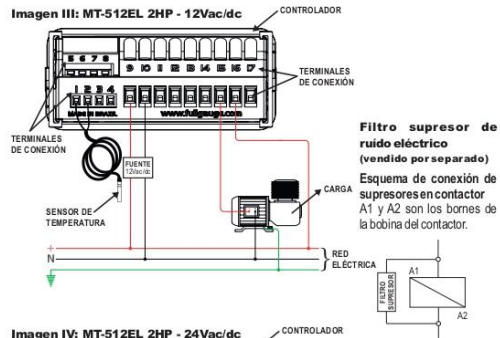 Imagen III: MT-512EL 2HP - 12Vac/dc
CONTROLADOR
5 6 7 8
9 10 11 12 13 14 15 16 17
1 2 3 4
MADE IN BRAZIL
www.fullgauge.com
TERMINALES
DE CONEXIÓN
TERMINALES
DE CONEXIÓN
FUENTE
12Vac/dc
SENSOR DE
TEMPERATURA
CARGA
+
N
RED
ELÉCTRICA
Filtro supresor de
ruído eléctrico
(vendido por separado)
Esquema de conexión de
supresores en contactor
A1 y A2 son los bornes de
la bobina del contactor.
FILTRO
SUPRESOR
A1
A2
Imagen IV: MT-512EL 2HP - 24Vac/dc
CONTROLADOR